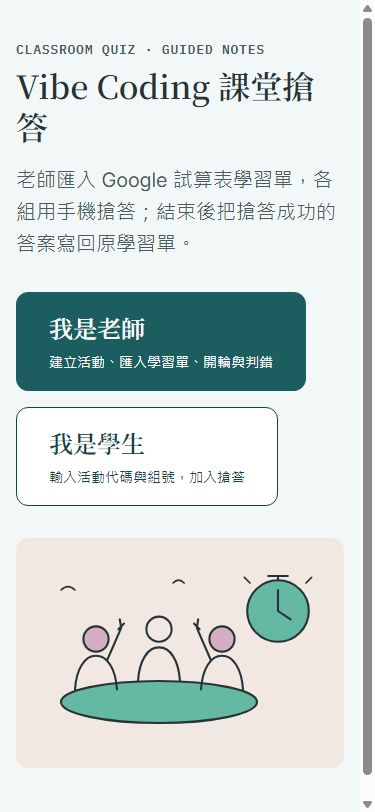 CLASSROOM QUIZ · GUIDED NOTES
Vibe Coding 課堂搶
答
老師匯入 Google 試算表學習單，各
組用手機搶答；結束後把搶答成功的
答案寫回原學習單。
我是老師
建立活動、匯入學習單、開輪與判錯
我是學生
輸入活動代碼與組號，加入搶答